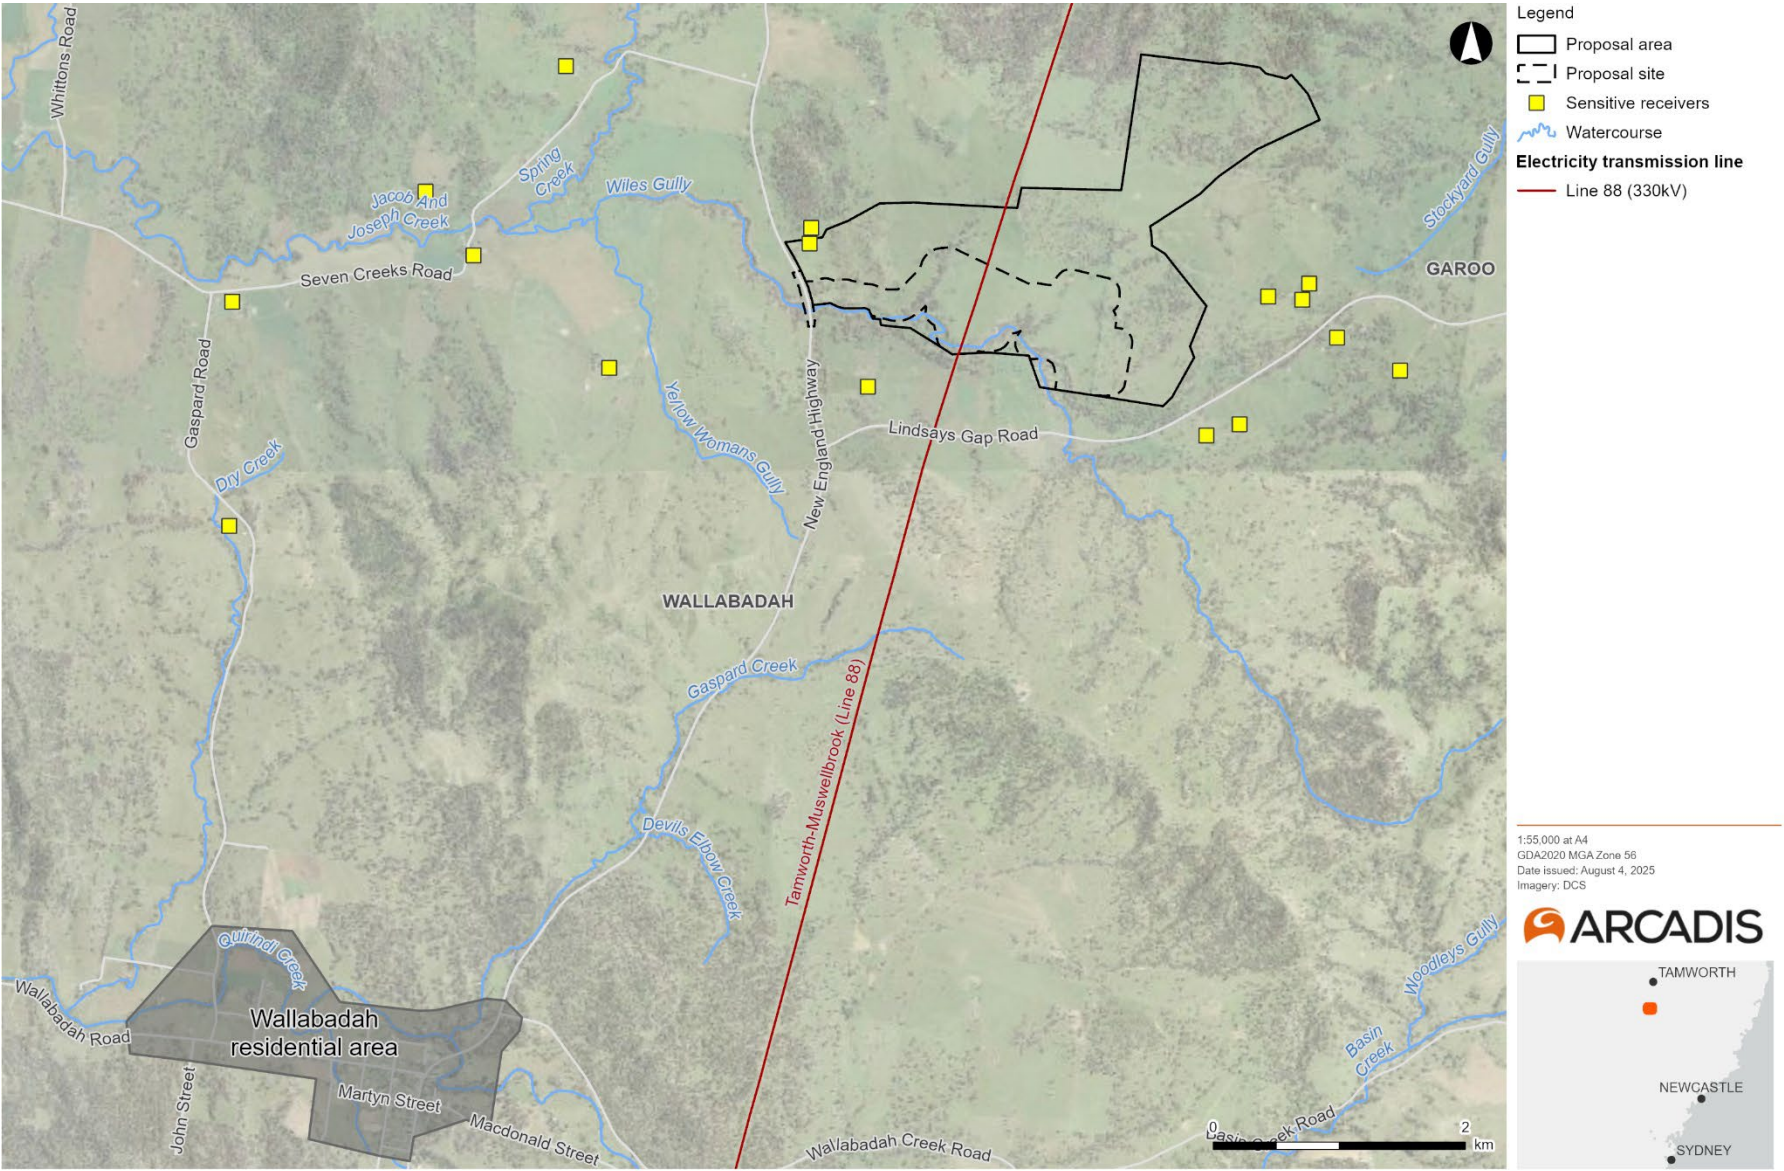 Legend
Proposal area
Proposal site
Sensitive receivers
Watercourse
Electricity transmission line
Line 88 (330kV)
Whittons Road
Spring
Creek
Jacob And
Joseph Creek
Wiles Gully
Stockyard Gully
GAROO
Seven Creeks Road
Gaspard Road
New England Highway
Yellow Womans Gully
Lindsays Gap Road
Dry Creek
WALLABADAH
Gaspard Creek
Tamworth-Muswellbrook (Line 88)
Devils Elbow Creek
Quirindi Creek
Wallabadah Road
Wallabadah
residential area
John Street
Martyn Street
Macdonald Street
Wallabadah Creek Road
Woodleys Gully
Basin
Creek
Basin Creek Road
0
2
km
1:55,000 at A4
GDA2020 MGA Zone 56
Date issued: August 4, 2025
Imagery: DCS
ARCADIS
TAMWORTH
NEWCASTLE
SYDNEY